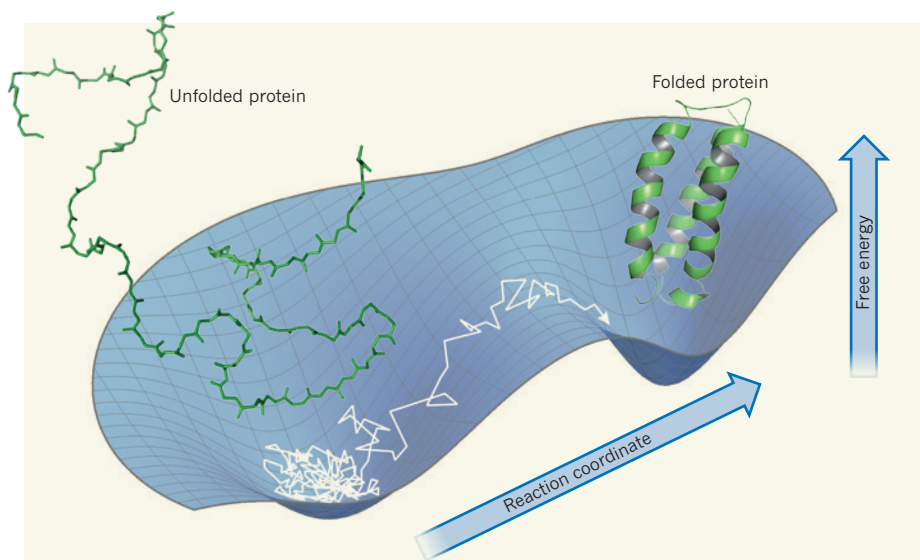 Unfolded protein
Folded protein
Free energy
Reaction coordinate